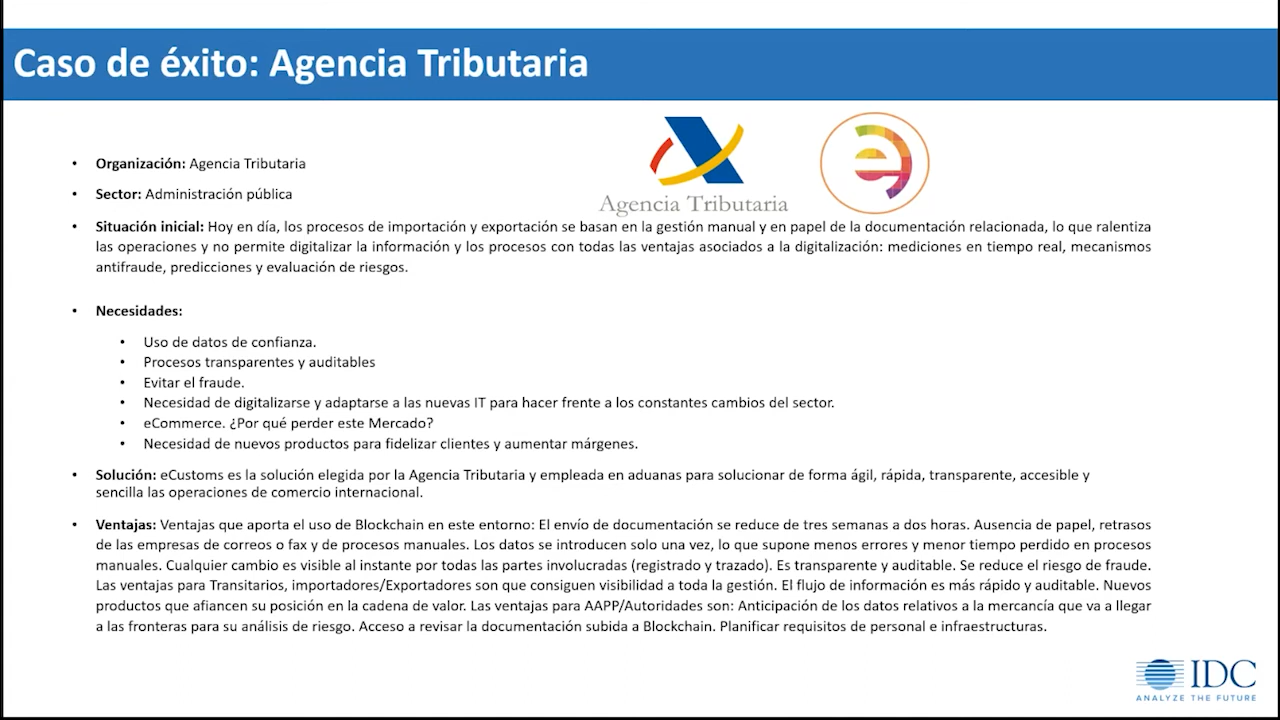 Caso de éxito: Agencia Tributaria
Agencia Tributaria
• Organización: Agencia Tributaria
• Sector: Administración pública
• Situación inicial: Hoy en día, los procesos de importación y exportación se basan en la gestión manual y en papel de la documentación relacionada, lo que ralentiza
las operaciones y no permite digitalizar la información y los procesos con todas las ventajas asociados a la digitalización: mediciones en tiempo real, mecanismos
antifraude, predicciones y evaluación de riesgos.
• Necesidades:
• Uso de datos de confianza.
• Procesos transparentes y auditables
• Evitar el fraude.
• Necesidad de digitalizarse y adaptarse a las nuevas IT para hacer frente a los constantes cambios del sector.
• eCommerce. ¿Por qué perder este Mercado?
• Necesidad de nuevos productos para fidelizar clientes y aumentar márgenes.
• Solución: eCustoms es la solución elegida por la Agencia Tributaria y empleada en aduanas para solucionar de forma ágil, rápida, transparente, accesible y
sencilla las operaciones de comercio internacional.
• Ventajas: Ventajas que aporta el uso de Blockchain en este entorno: El envío de documentación se reduce de tres semanas a dos horas. Ausencia de papel, retrasos
de las empresas de correos o fax y de procesos manuales. Los datos se introducen solo una vez, lo que supone menos errores y menor tiempo perdido en procesos
manuales. Cualquier cambio es visible al instante por todas las partes involucradas (registrado y trazado). Es transparente y auditable. Se reduce el riesgo de fraude.
Las ventajas para Transitarios, importadores/Exportadores son que consiguen visibilidad a toda la gestión. El flujo de información es más rápido y auditable. Nuevos
productos que afiancen su posición en la cadena de valor. Las ventajas para AAPP/Autoridades son: Anticipación de los datos relativos a la mercancía que va a llegar
a las fronteras para su análisis de riesgo. Acceso a revisar la documentación subida a Blockchain. Planificar requisitos de personal e infraestructuras.
IDC
ANALYZE THE FUTURE